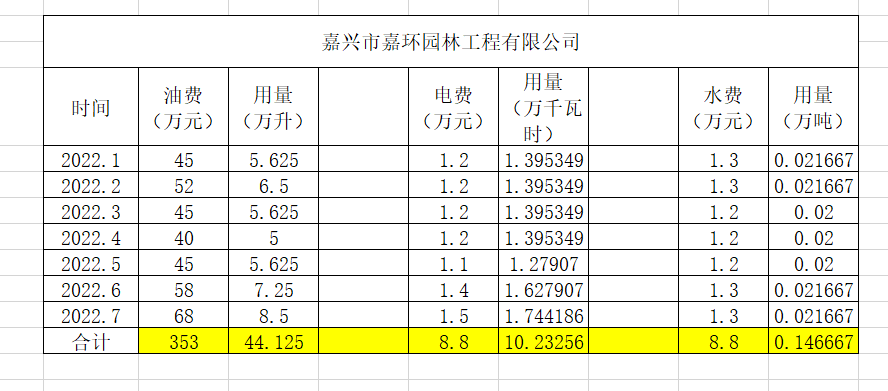 嘉兴市嘉环园林工程有限公司
时间 油费（万元） 用量（万升） 电费（万元） 用量（万千瓦时） 水费（万元） 用量（万吨）
2022.1 45 5.625 1.2 1.395349 1.3 0.021667
2022.2 52 6.5 1.2 1.395349 1.3 0.021667
2022.3 45 5.625 1.2 1.395349 1.2 0.02
2022.4 40 5 1.2 1.395349 1.2 0.02
2022.5 45 5.625 1.1 1.27907 1.2 0.02
2022.6 58 7.25 1.4 1.627907 1.3 0.021667
2022.7 68 8.5 1.5 1.744186 1.3 0.021667
合计 353 44.125 8.8 10.23256 8.8 0.146667